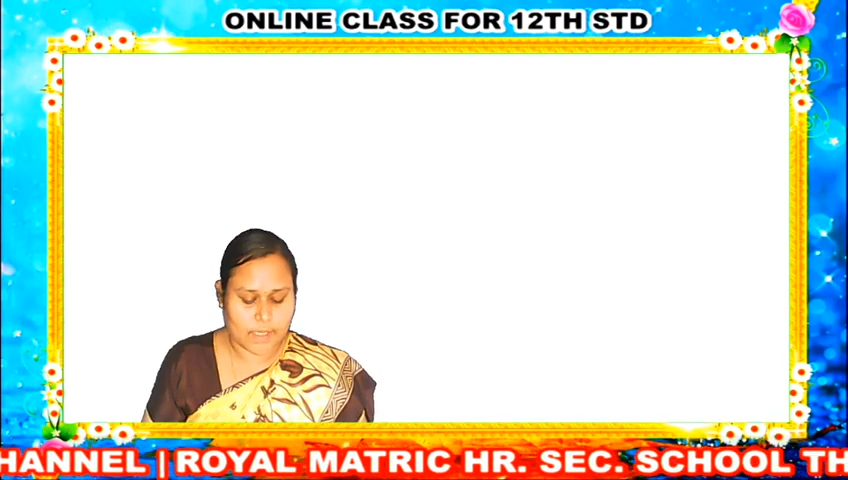 ONLINE CLASS FOR 12TH STD
HANNEL | ROYAL MATRIC HR. SEC. SCHOOL TH